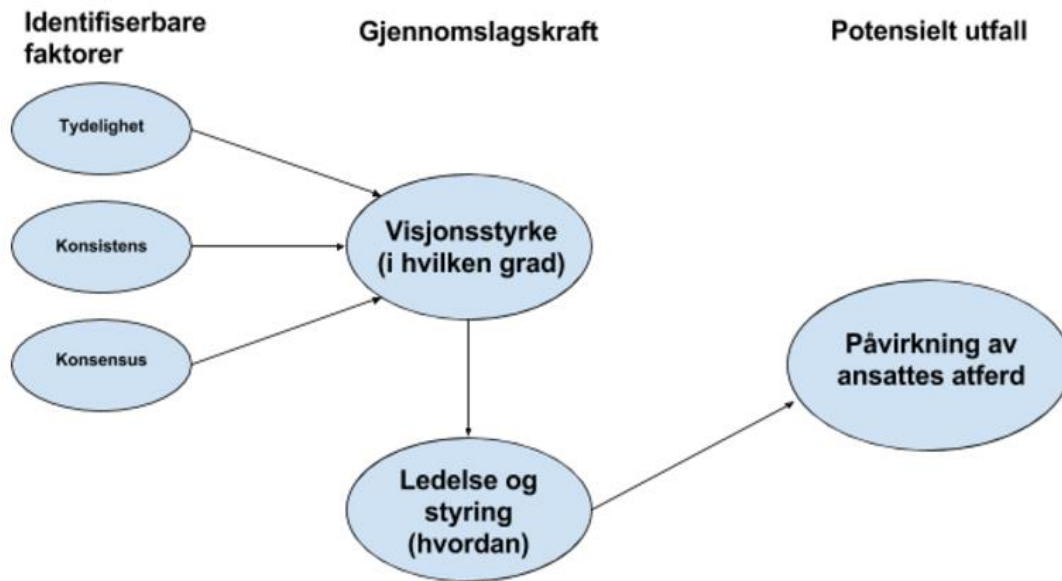 Identifiserbare
faktorer
Gjennomslagskraft
Potensielt utfall
Tydelighet
Konsistens
Konsensus
Visjonsstyrke
(i hvilken grad)
Ledelse og
styring
(hvordan)
Påvirkning av
ansattes atferd